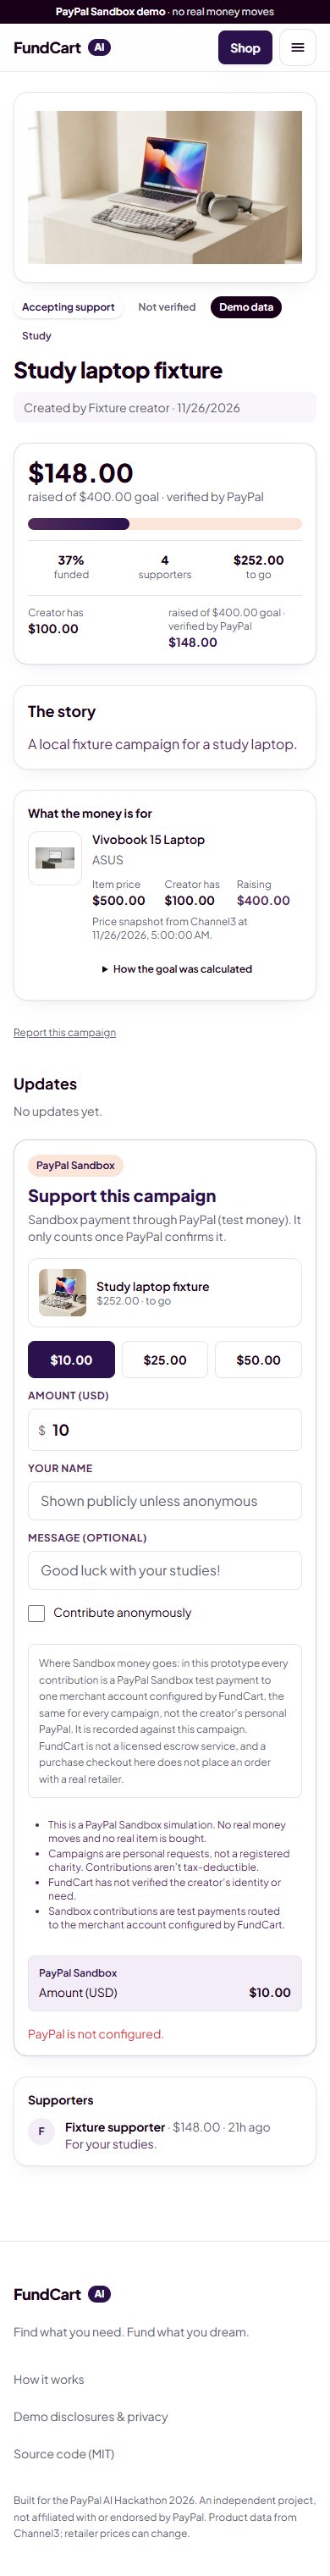 PayPal Sandbox demo · no real money moves
FundCart AI
Shop
Accepting support
Not verified
Demo data
Study
Study laptop fixture
Created by Fixture creator · 11/26/2026
$148.00
raised of $400.00 goal · verified by PayPal
37%
funded
4
supporters
$252.00
to go
Creator has
$100.00
raised of $400.00 goal ·
verified by PayPal
$148.00
The story
A local fixture campaign for a study laptop.
What the money is for
Vivobook 15 Laptop
ASUS
Item price
$500.00
Creator has
$100.00
Raising
$400.00
Price snapshot from Channel3 at
11/26/2026, 5:00:00 AM.
How the goal was calculated
Report this campaign
Updates
No updates yet.
PayPal Sandbox
Support this campaign
Sandbox payment through PayPal (test money). It
only counts once PayPal confirms it.
Study laptop fixture
$252.00 · to go
$10.00
$25.00
$50.00
AMOUNT (USD)
$ 10
YOUR NAME
Shown publicly unless anonymous
MESSAGE (OPTIONAL)
Good luck with your studies!
Contribute anonymously
Where Sandbox money goes: in this prototype every
contribution is a PayPal Sandbox test payment to
one merchant account configured by FundCart, the
same for every campaign, not the creator's personal
PayPal. It is recorded against this campaign.
FundCart is not a licensed escrow service, and a
purchase checkout here does not place an order
with a real retailer.
• This is a PayPal Sandbox simulation. No real money
moves and no real item is bought.
• Campaigns are personal requests, not a registered
charity. Contributions aren't tax-deductible.
• FundCart has not verified the creator's identity or
need.
• Sandbox contributions are test payments routed
to the merchant account configured by FundCart.
PayPal Sandbox
Amount (USD)
$10.00
PayPal is not configured.
Supporters
F
Fixture supporter · $148.00 · 21h ago
For your studies.
FundCart AI
Find what you need. Fund what you dream.
How it works
Demo disclosures & privacy
Source code (MIT)
Built for the PayPal AI Hackathon 2026. An independent project,
not affiliated with or endorsed by PayPal. Product data from
Channel3; retailer prices can change.